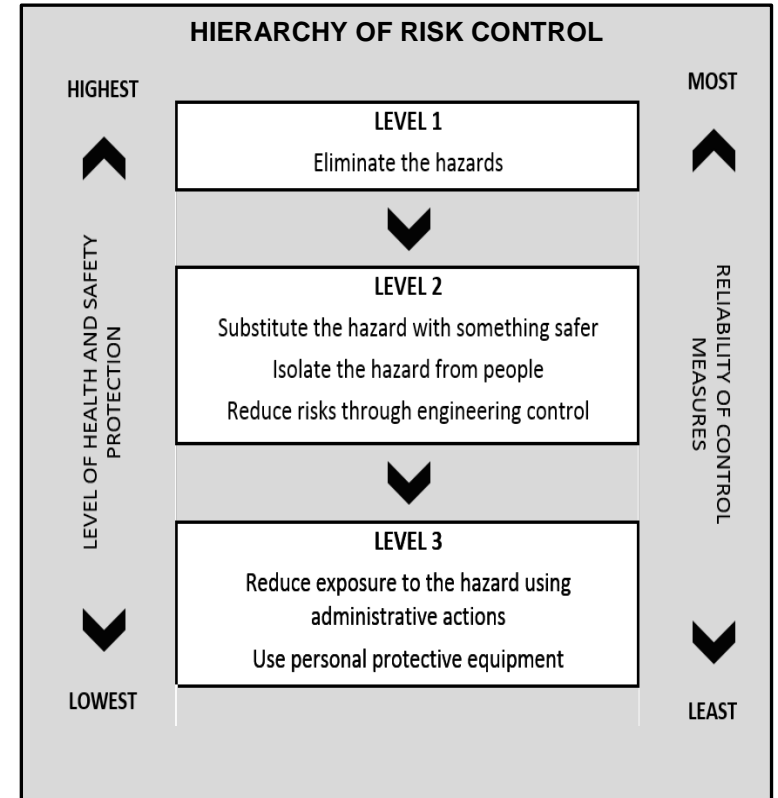 HIERARCHY OF RISK CONTROL
HIGHEST
MOST
LEVEL 1
Eliminate the hazards
LEVEL OF HEALTH AND SAFETY
PROTECTION
RELIABILITY OF CONTROL
MEASURES
LEVEL 2
Substitute the hazard with something safer
Isolate the hazard from people
Reduce risks through engineering control
LEVEL 3
Reduce exposure to the hazard using
administrative actions
Use personal protective equipment
LOWEST
LEAST